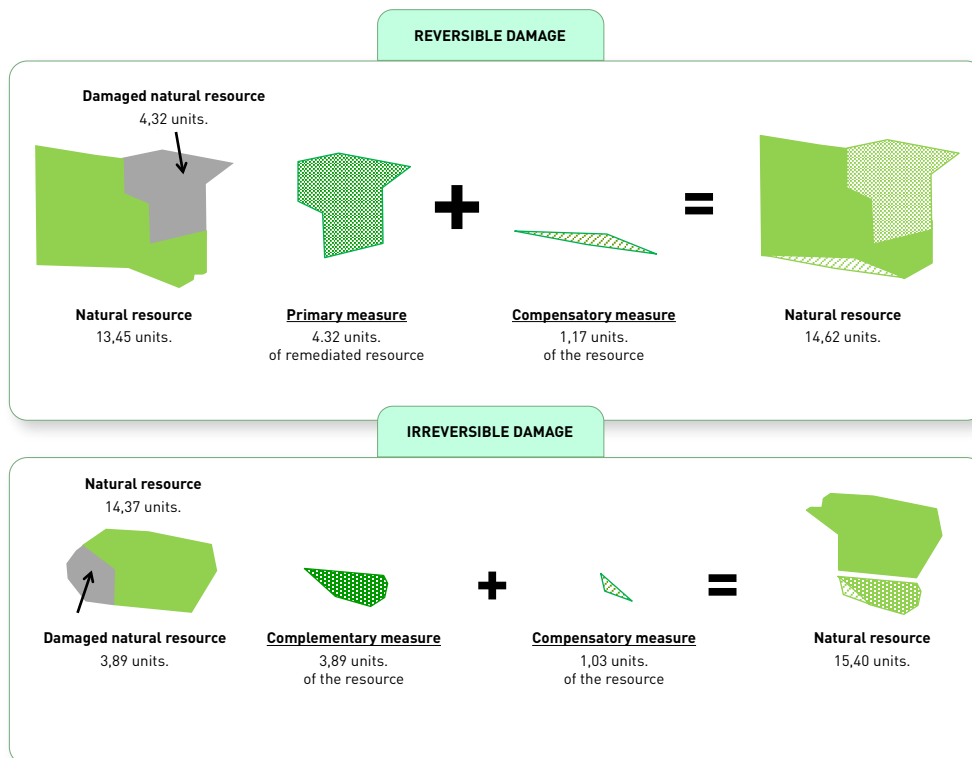 REVERSIBLE DAMAGE
Damaged natural resource
4,32 units.
Natural resource
13,45 units.
Primary measure
4.32 units.
of remediated resource
Compensatory measure
1,17 units.
of the resource
Natural resource
14,62 units.
IRREVERSIBLE DAMAGE
Natural resource
14,37 units.
Damaged natural resource
3,89 units.
Complementary measure
3,89 units.
of the resource
Compensatory measure
1,03 units.
of the resource
Natural resource
15,40 units.